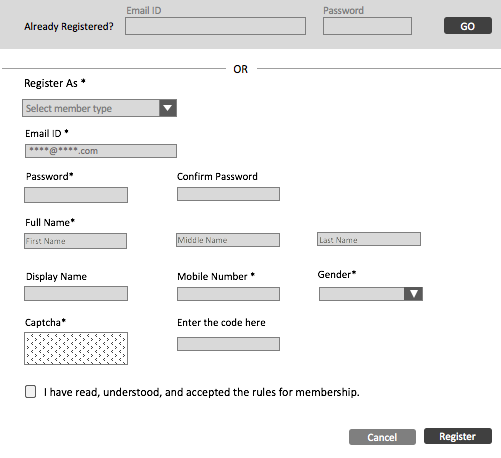 Email ID Password
Already Registered? GO
OR
Register As *
Select member type
Email ID *
****@****.com
Password* Confirm Password
Full Name*
First Name Middle Name Last Name
Display Name Mobile Number * Gender*
Captcha* Enter the code here
I have read, understood, and accepted the rules for membership.
Cancel Register